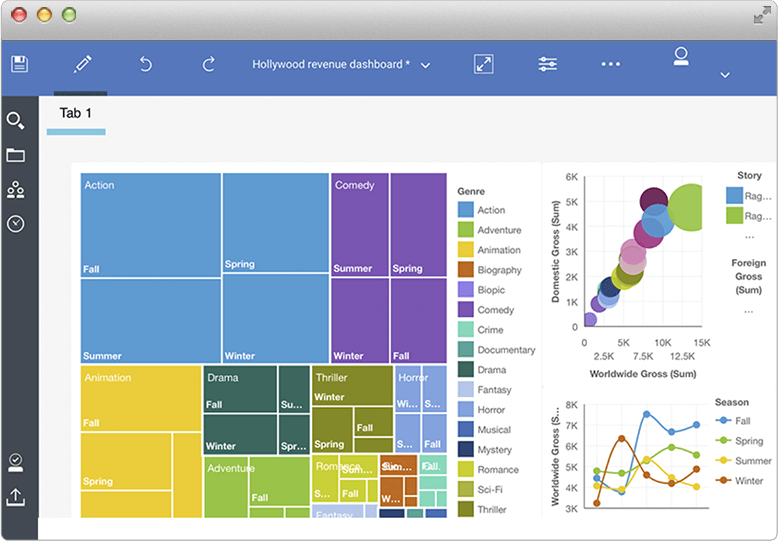 Hollywood revenue dashboard *
Tab 1
Action
Fall
Spring
Summer
Winter
Comedy
Summer
Spring
Winter
Fall
Animation
Fall
Spring
Drama
Fall
Su...
Winter
Spr...
Thriller
Winter
Fall
Spring
Horror
Wi...
S...
S...
Fall
Adventure
Fall
Romance
Sum...
S...
Fall
Fantasy
Sum...
W...
Fall
Genre
Action
Adventure
Animation
Biography
Biopic
Comedy
Crime
Documentary
Drama
Fantasy
Horror
Musical
Mystery
Romance
Sci-Fi
Thriller
Domestic Gross (Sum)
6K
5K
4K
3K
2K
1K
0
0 5K 10K 15K
2.5K 7.5K 12.5K
Worldwide Gross (Sum)
Story
Rag...
Rag...
...
Foreign
Gross
(Sum)
...
Worldwide Gross (S...
8K
7K
6K
5K
4K
3K
Season
Fall
Spring
Summer
Winter